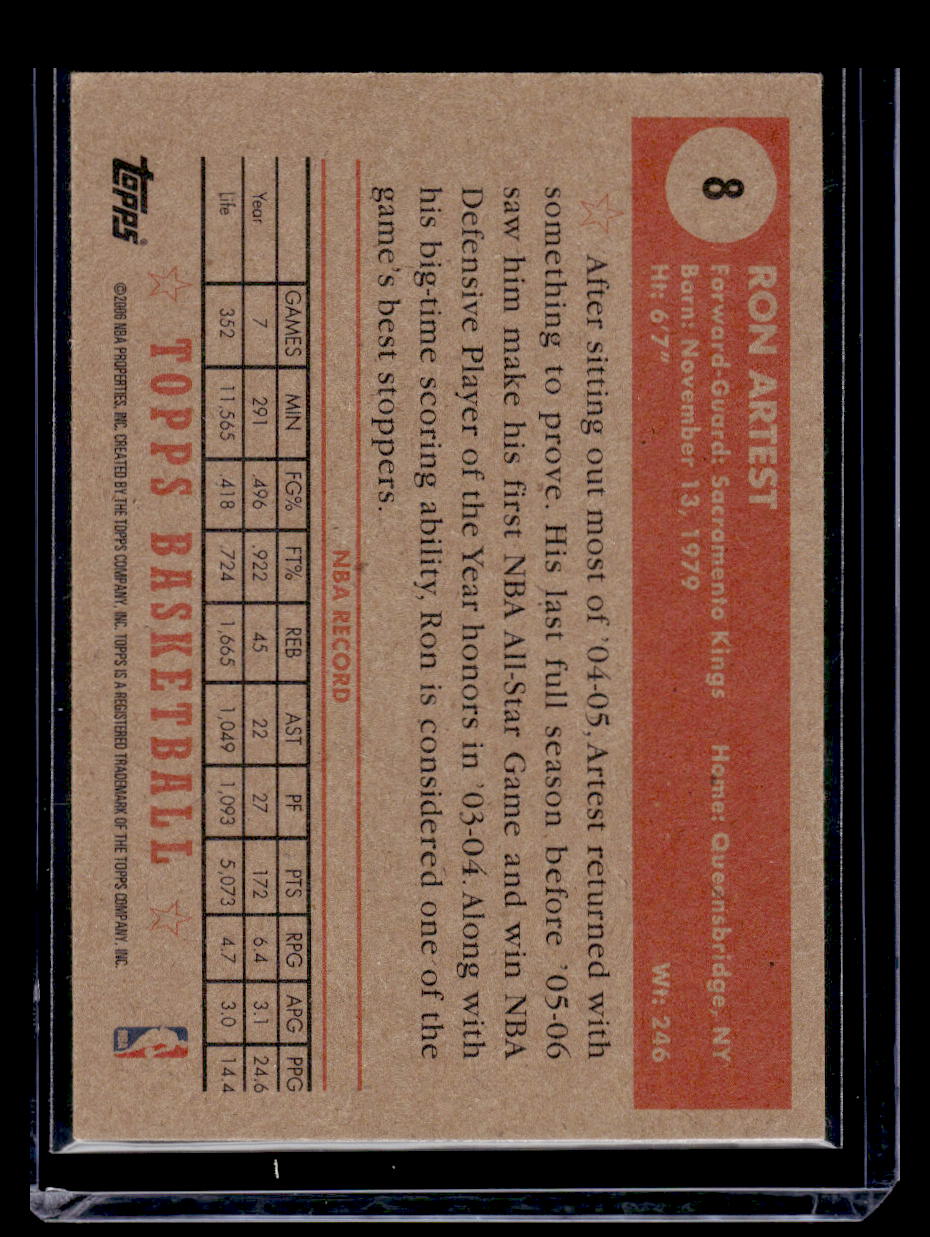 8
RON ARTEST
Forward-Guard: Sacramento Kings Home: Queensbridge, NY
Born: November 13, 1979
Ht: 6'7" Wt: 246
After sitting out most of '04-05, Artest returned with
something to prove. His last full season before '05-06
saw him make his first NBA All-Star Game and win NBA
Defensive Player of the Year honors in '03-04. Along with
his big-time scoring ability, Ron is considered one of the
game's best stoppers.
NBA RECORD
GAMES MIN FG% FT% REB AST PF PTS RPG APG PPG
Year 7 291 .496 .922 45 22 27 172 6.4 3.1 24.6
Life 352 11,565 .418 .724 1,665 1,049 1,093 5,073 4.7 3.0 14.4
TOPPS BASKETBALL
topps ©2006 NBA PROPERTIES, INC. CREATED BY THE TOPPS COMPANY, INC. TOPPS IS A REGISTERED TRADEMARK OF THE TOPPS COMPANY, INC. NBA